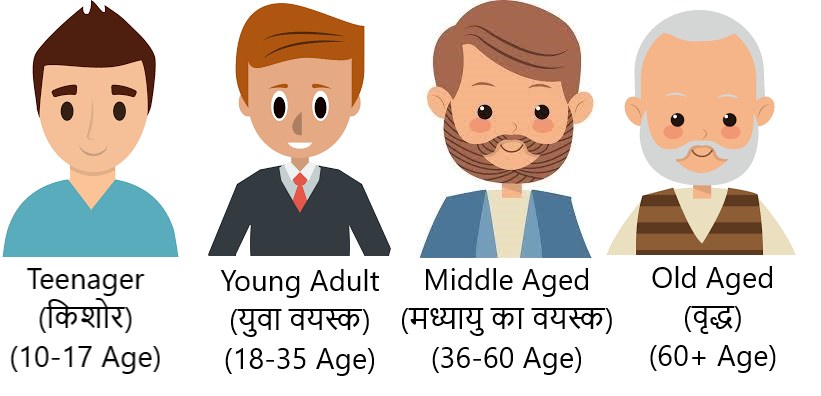 Teenager
(किशोर)
(10-17 Age)
Young Adult
(युवा वयस्क)
(18-35 Age)
Middle Aged
(मध्यायु का वयस्क)
(36-60 Age)
Old Aged
(वृद्ध)
(60+ Age)